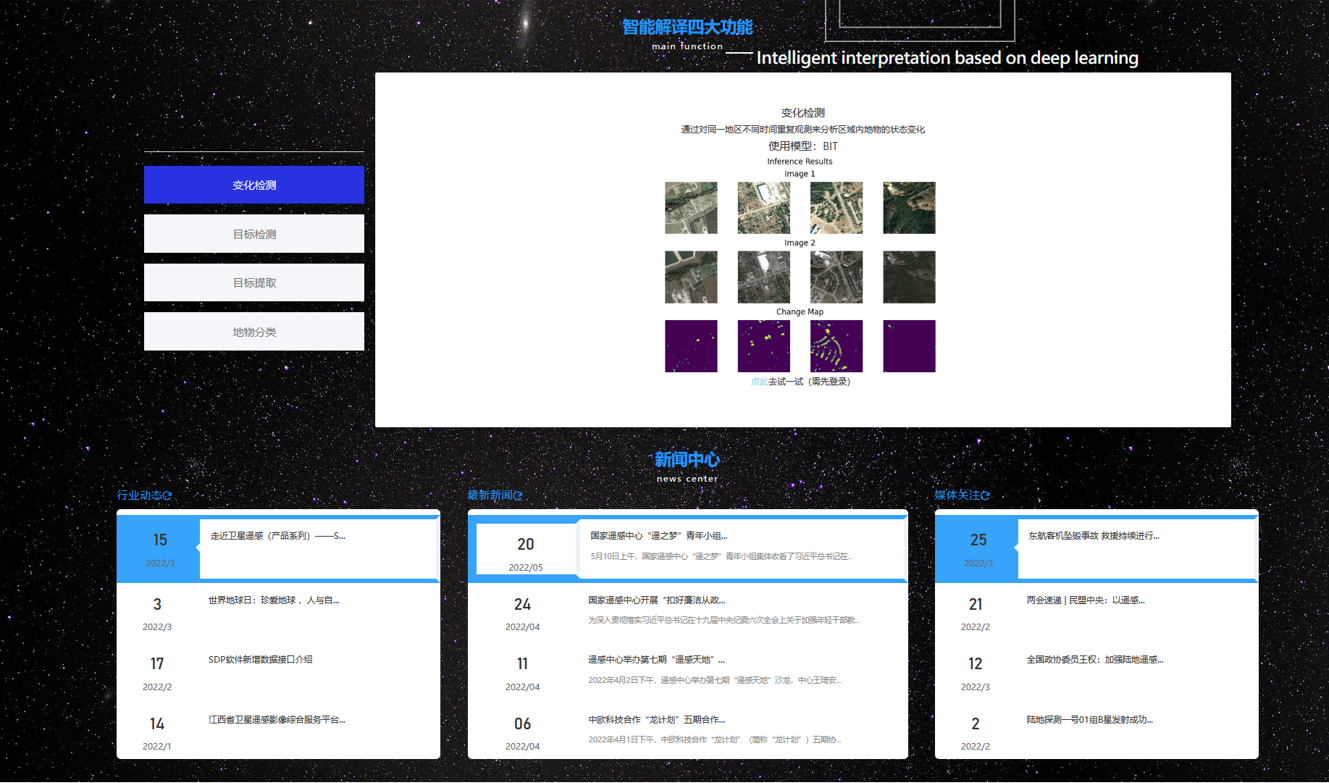 智能解译四大功能
main function
Intelligent interpretation based on deep learning
变化检测
目标检测
目标提取
地物分类
变化检测
通过对同一地区不同时间重复观测来分析区域内地物的状态变化
使用模型：BIT
Inference Results
Image 1
Image 2
Change Map
点此去试一试（需先登录）
新闻中心
news center
行业动态
15
2022/3
走近卫星遥感（产品系列）——S...
3
2022/3
世界地球日：珍爱地球，人与自...
17
2022/2
SDP软件新增数据接口介绍
14
2022/1
江西省卫星遥感影像综合服务平台...
最新新闻
20
2022/05
国家遥感中心“遥之梦”青年小组...
5月10日上午，国家遥感中心“遥之梦”青年小组集体收看了习近平总书记在...
24
2022/04
国家遥感中心开展“扣好廉洁从政...
为深入贯彻落实习近平总书记在十九届中央纪委六次全会上关于加强年轻干部教...
11
2022/04
遥感中心举办第七期“遥感天地”...
2022年4月2日下午，遥感中心举办第七期“遥感天地”沙龙。中心王琦安...
06
2022/04
中欧科技合作“龙计划”五期合作...
2022年4月1日下午，中欧科技合作“龙计划”（简称“龙计划”）五期协...
媒体关注
25
2022/3
东航客机坠毁事故 救援持续进行...
21
2022/2
两会速递 | 民盟中央：以遥感...
12
2022/3
全国政协委员王权：加强陆地遥感...
2
2022/2
陆地探测一号01组B星发射成功...